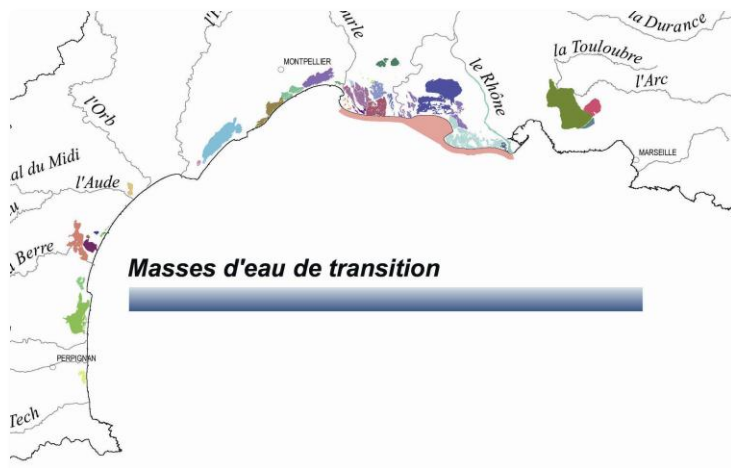 la Durance
MONTPELLIER
la Touloubre
le Rhône
l'Arc
l'Orb
MARSEILLE
al du Midi
l'Aude
Berre
Masses d'eau de transition
PERPIGNAN
Tech